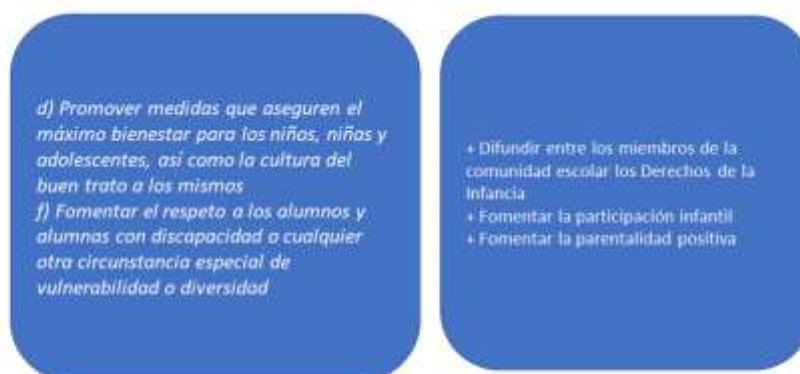 d) Promover medidas que aseguren el
máximo bienestar para los niños, niñas y
adolescentes, así como la cultura del
buen trato a los mismos
f) Fomentar el respeto a los alumnos y
alumnas con discapacidad o cualquier
otra circunstancia especial de
vulnerabilidad o diversidad
+ Difundir entre los miembros de la
comunidad escolar los Derechos de la
Infancia
+ Fomentar la participación infantil
+ Fomentar la parentalidad positiva